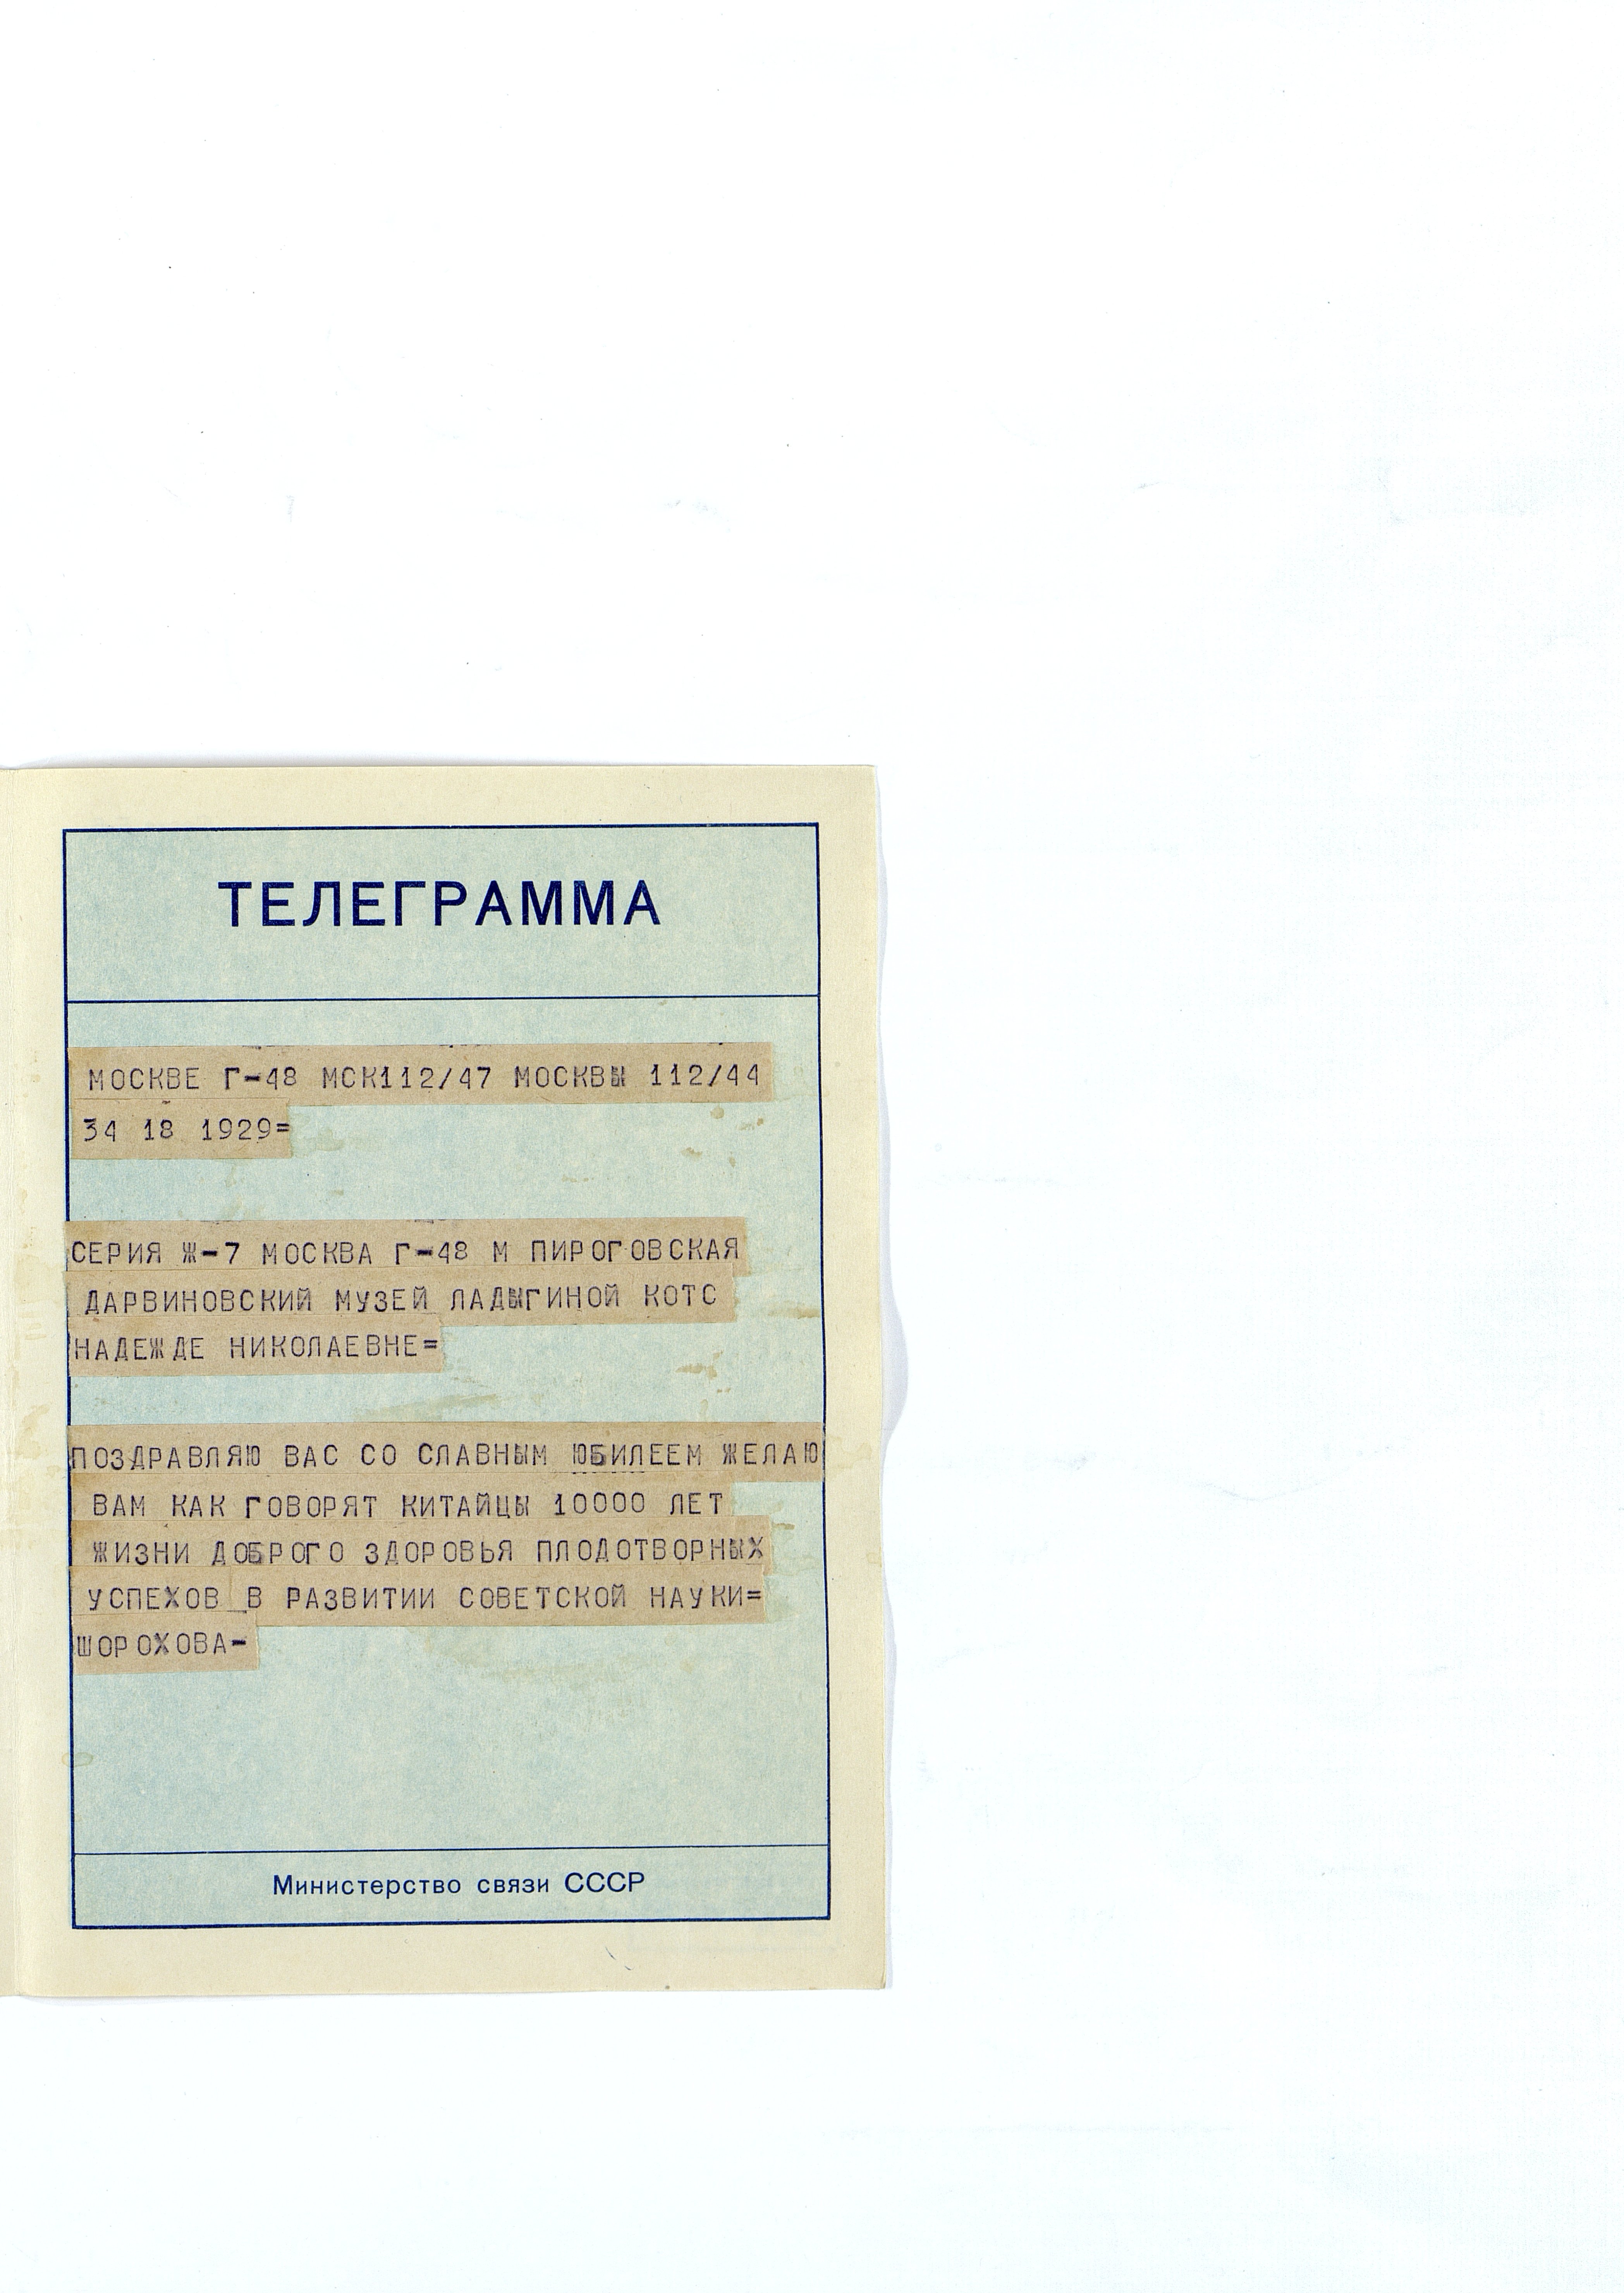 ТЕЛЕГРАММА
МОСКВЕ Г-48 МСК112/47 МОСКВЫ 112/44
34 18 1929=
СЕРИЯ Ж-7 МОСКВА Г-48 М ПИРОГОВСКАЯ
ДАРВИНОВСКИЙ МУЗЕЙ ЛАДЫГИНОЙ КОТС
НАДЕЖДЕ НИКОЛАЕВНЕ=
ПОЗДРАВЛЯЮ ВАС СО СЛАВНЫМ ЮБИЛЕЕМ ЖЕЛАЮ
ВАМ КАК ГОВОРЯТ КИТАЙЦЫ 10000 ЛЕТ
ЖИЗНИ ДОБРОГО ЗДОРОВЬЯ ПЛОДОТВОРНЫХ
УСПЕХОВ В РАЗВИТИИ СОВЕТСКОЙ НАУКИ=
ШОРОХОВА-
Министерство связи СССР